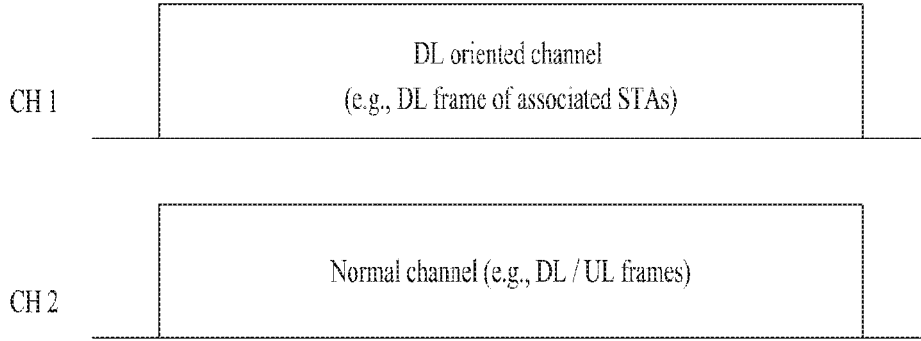 DL oriented channel
CH 1
(e.g., DL frame of associated STAs)
Normal channel (e.g., DL / UL frames)
CH 2